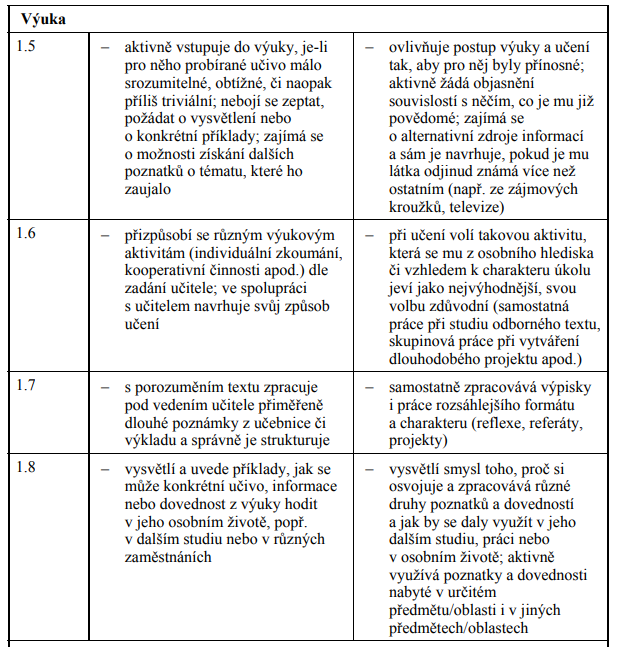 Výuka
1.5
– aktivně vstupuje do výuky, je-li
pro něho probírané učivo málo
srozumitelné, obtížné, či naopak
příliš triviální; nebojí se zeptat,
požádat o vysvětlení nebo
o konkrétní příklady; zajímá se
o možnosti získání dalších
poznatků o tématu, které ho
zaujalo
– ovlivňuje postup výuky a učení
tak, aby pro něj byly přínosné;
aktivně žádá objasnění
souvislostí s něčím, co je mu již
povědomé; zajímá se
o alternativní zdroje informací
a sám je navrhuje, pokud je mu
látka odjinud známá více než
ostatním (např. ze zájmových
kroužků, televize)
1.6
– přizpůsobí se různým výukovým
aktivitám (individuální zkoumání,
kooperativní činnosti apod.) dle
zadání učitele; ve spolupráci
s učitelem navrhuje svůj způsob
učení
– při učení volí takovou aktivitu,
která se mu z osobního hlediska
či vzhledem k charakteru úkolu
jeví jako nejvýhodnější, svou
volbu zdůvodní (samostatná
práce při studiu odborného textu,
skupinová práce při vytváření
dlouhodobého projektu apod.)
1.7
– s porozuměním textu zpracuje
pod vedením učitele přiměřeně
dlouhé poznámky z učebnice či
výkladu a správně je strukturuje
– samostatně zpracovává výpisky
i práce rozsáhlejšího formátu
a charakteru (reflexe, referáty,
projekty)
1.8
– vysvětlí a uvede příklady, jak se
může konkrétní učivo, informace
nebo dovednost z výuky hodit
v jeho osobním životě, popř.
v dalším studiu nebo v různých
zaměstnáních
– vysvětlí smysl toho, proč si
osvojuje a zpracovává různé
druhy poznatků a dovedností
a jak by se daly využít v jeho
dalším studiu, práci nebo
v osobním životě; aktivně
využívá poznatky a dovednosti
nabyté v určitém
předmětu/oblasti i v jiných
předmětech/oblastech